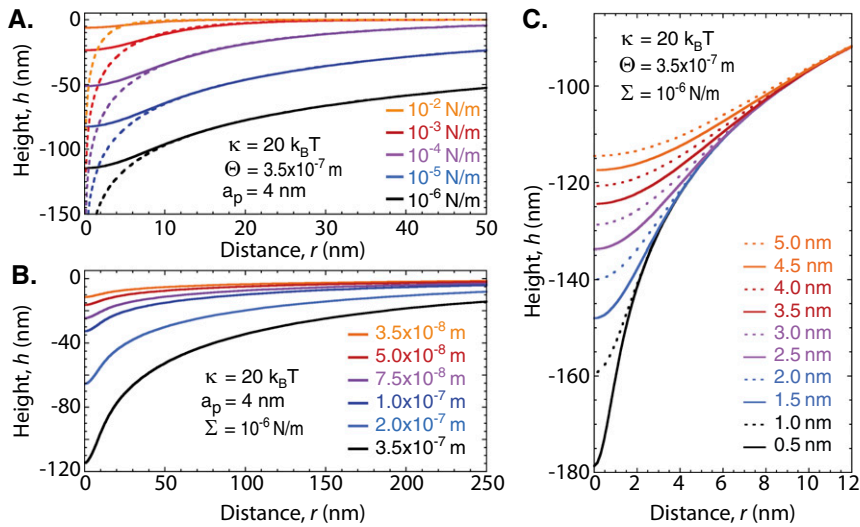 A.
0
-50
-100
-150
Height, h (nm)
κ = 20 k_BT
Θ = 3.5x10⁻⁷ m
a_p = 4 nm
10⁻² N/m
10⁻³ N/m
10⁻⁴ N/m
10⁻⁵ N/m
10⁻⁶ N/m
0 10 20 30 40 50
Distance, r (nm)
B.
0
-40
-80
-120
Height, h (nm)
κ = 20 k_BT
a_p = 4 nm
Σ = 10⁻⁶ N/m
3.5x10⁻⁸ m
5.0x10⁻⁸ m
7.5x10⁻⁸ m
1.0x10⁻⁷ m
2.0x10⁻⁷ m
3.5x10⁻⁷ m
0 50 100 150 200 250
Distance, r (nm)
C.
κ = 20 k_BT
Θ = 3.5x10⁻⁷ m
Σ = 10⁻⁶ N/m
-100
-120
-140
-160
-180
Height, h (nm)
5.0 nm
4.5 nm
4.0 nm
3.5 nm
3.0 nm
2.5 nm
2.0 nm
1.5 nm
1.0 nm
0.5 nm
0 2 4 6 8 10 12
Distance, r (nm)